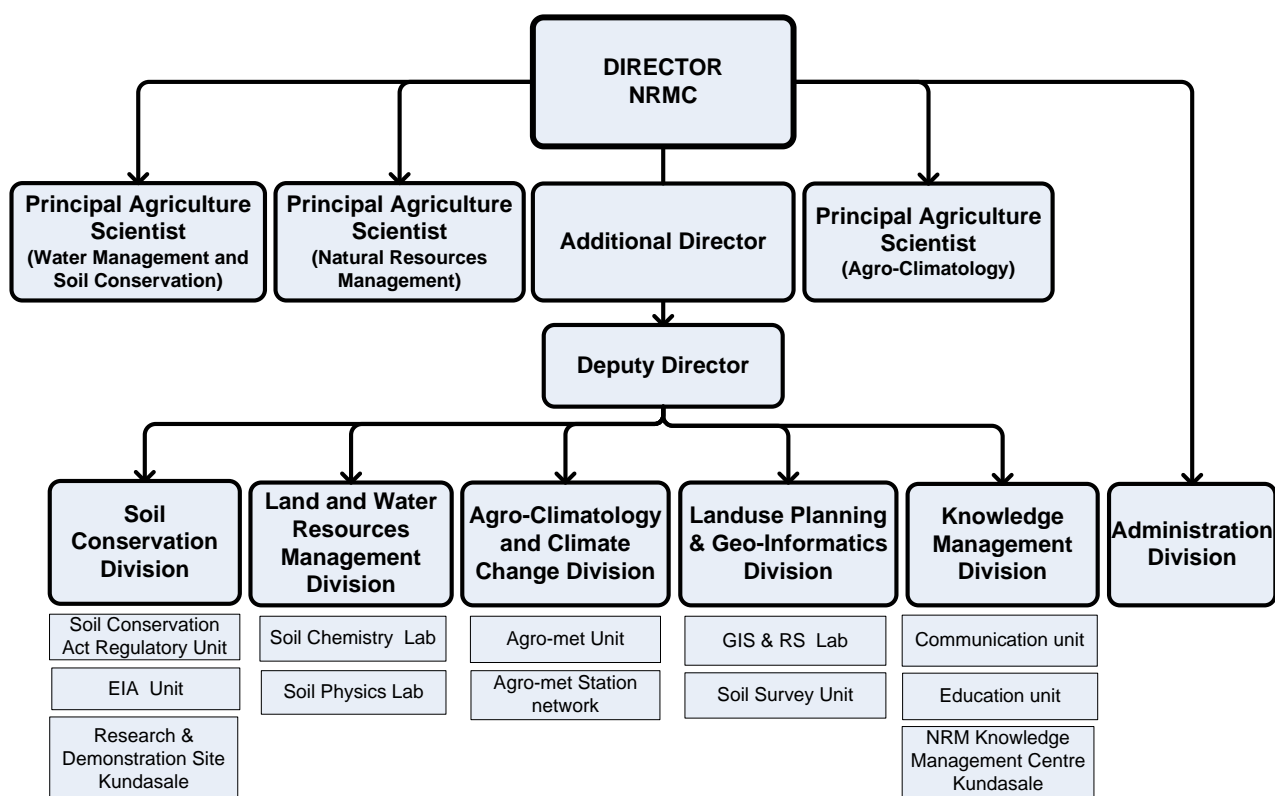 DIRECTOR
NRMC
Principal Agriculture
Scientist
(Water Management and
Soil Conservation)
Principal Agriculture
Scientist
(Natural Resources
Management)
Additional Director
Principal Agriculture
Scientist
(Agro-Climatology)
Deputy Director
Soil
Conservation
Division
Land and Water
Resources
Management
Division
Agro-Climatology
and Climate
Change Division
Landuse Planning
& Geo-Informatics
Division
Knowledge
Management
Division
Administration
Division
Soil Conservation
Act Regulatory Unit
EIA Unit
Research &
Demonstration Site
Kundasale
Soil Chemistry Lab
Soil Physics Lab
Agro-met Unit
Agro-met Station
network
GIS & RS Lab
Soil Survey Unit
Communication unit
Education unit
NRM Knowledge
Management Centre
Kundasale